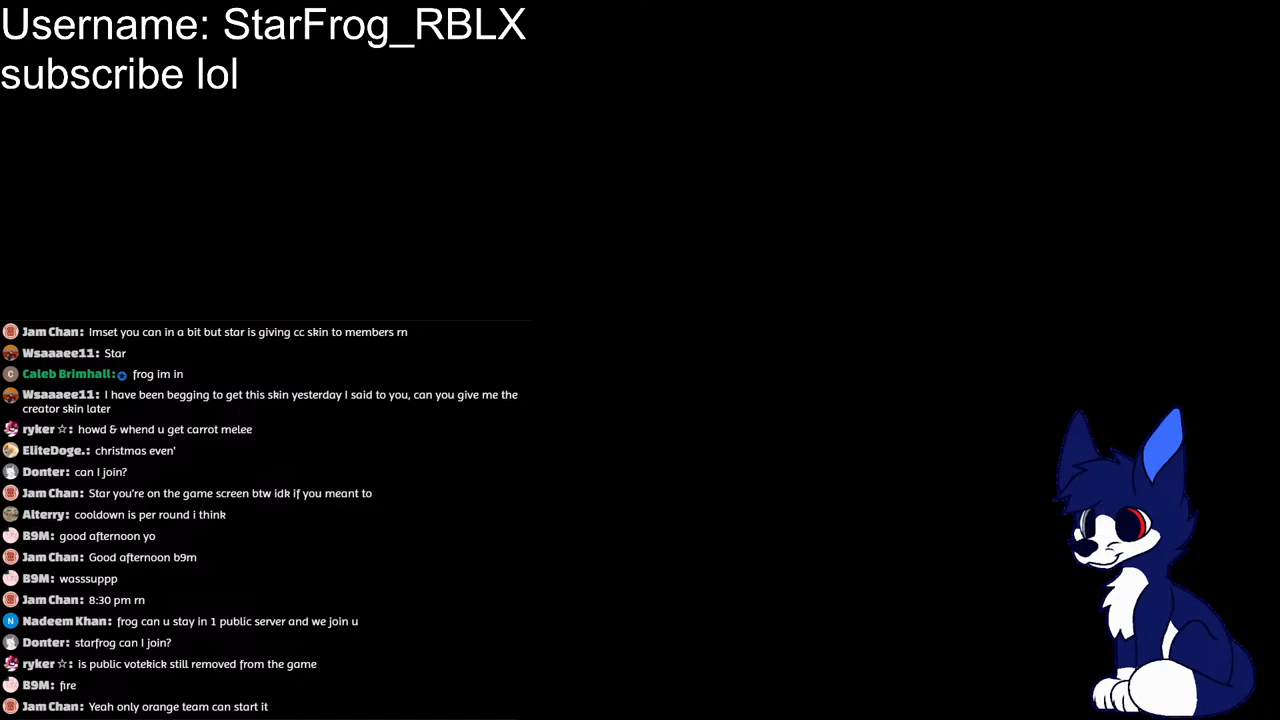 Username: StarFrog_RBLX
subscribe lol
Jam Chan: Imset you can in a bit but star is giving cc skin to members rn
Wsaaaee11: Star
C Caleb Brimhall: frog im in
Wsaaaee11: I have been begging to get this skin yesterday I said to you, can you give me the
creator skin later
ryker ☆: howd & whend u get carrot melee
EliteDoge.: christmas even'
Donter: can I join?
Jam Chan: Star you're on the game screen btw idk if you meant to
Alterry: cooldown is per round i think
B9M: good afternoon yo
Jam Chan: Good afternoon b9m
B9M: wasssuppp
Jam Chan: 8:30 pm rn
N Nadeem Khan: frog can u stay in 1 public server and we join u
Donter: starfrog can I join?
ryker ☆: is public votekick still removed from the game
B9M: fire
Jam Chan: Yeah only orange team can start it